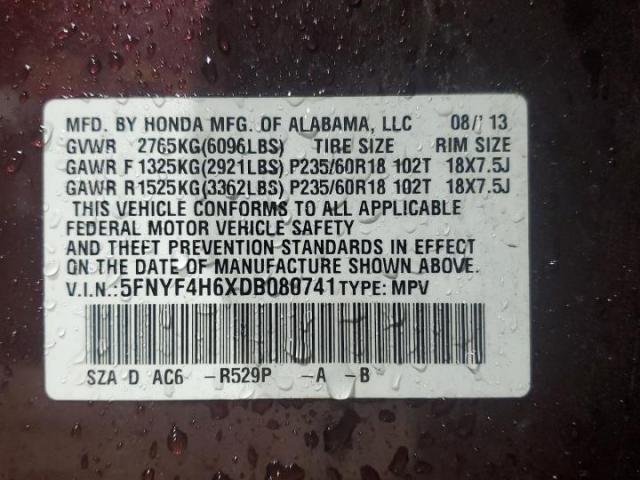 MFD. BY HONDA MFG. OF ALABAMA, LLC 08/13
GVWR 2765KG(6096LBS) TIRE SIZE RIM SIZE
GAWR F 1325KG(2921LBS) P235/60R18 102T 18X7.5J
GAWR R 1525KG(3362LBS) P235/60R18 102T 18X7.5J
THIS VEHICLE CONFORMS TO ALL APPLICABLE
FEDERAL MOTOR VEHICLE SAFETY
AND THEFT PREVENTION STANDARDS IN EFFECT
ON THE DATE OF MANUFACTURE SHOWN ABOVE.
V.I.N.: 5FNYF4H6XDB080741 TYPE: MPV
SZA D AC6 -R529P -A -B